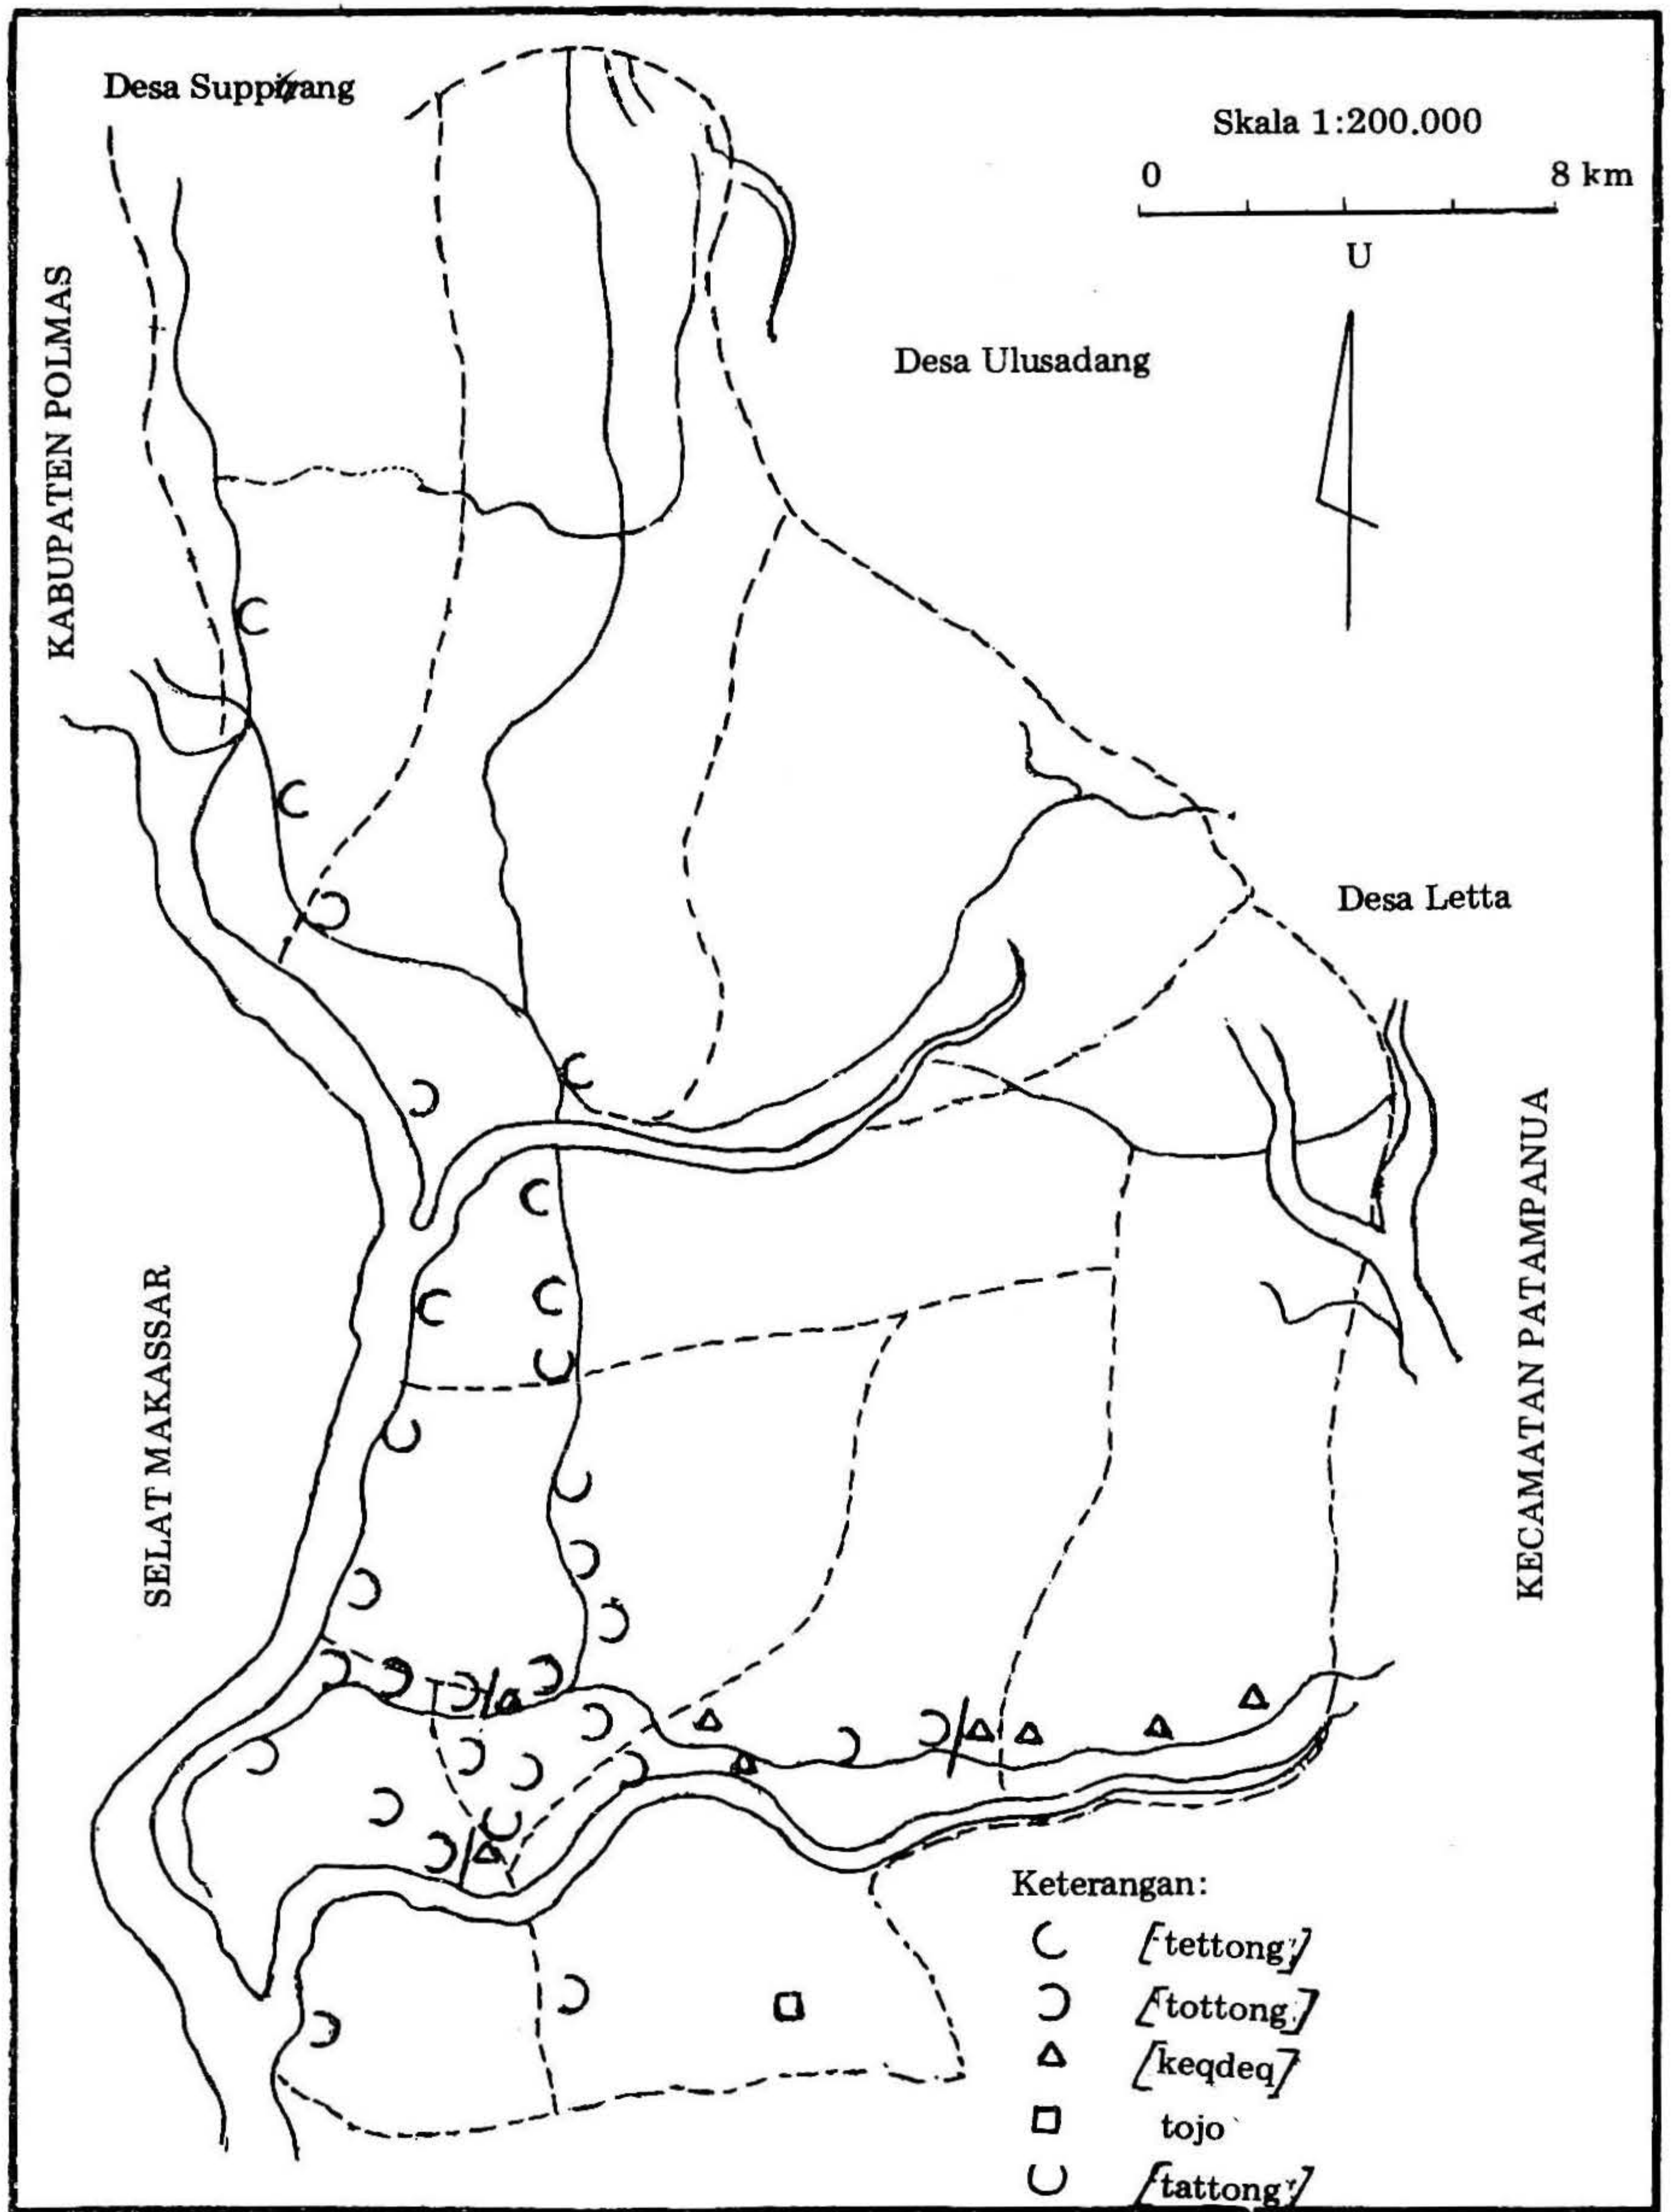 Desa Suppirang
Skala 1:200.000
0 8 km
U
KABUPATEN POLMAS
Desa Ulusadang
Desa Letta
KECAMATAN PATAMPANUA
SELAT MAKASSAR
Keterangan:
[tettong]
[tottong]
[keqdeq]
tojo
[tattong]